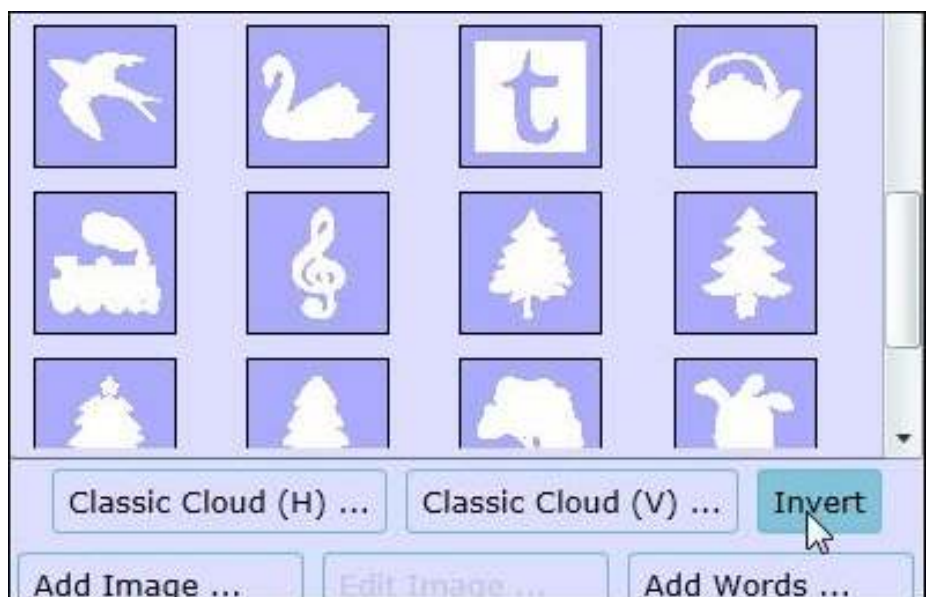 t
Classic Cloud (H) ... Classic Cloud (V) ... Invert
Add Image ... Edit Image ... Add Words ...